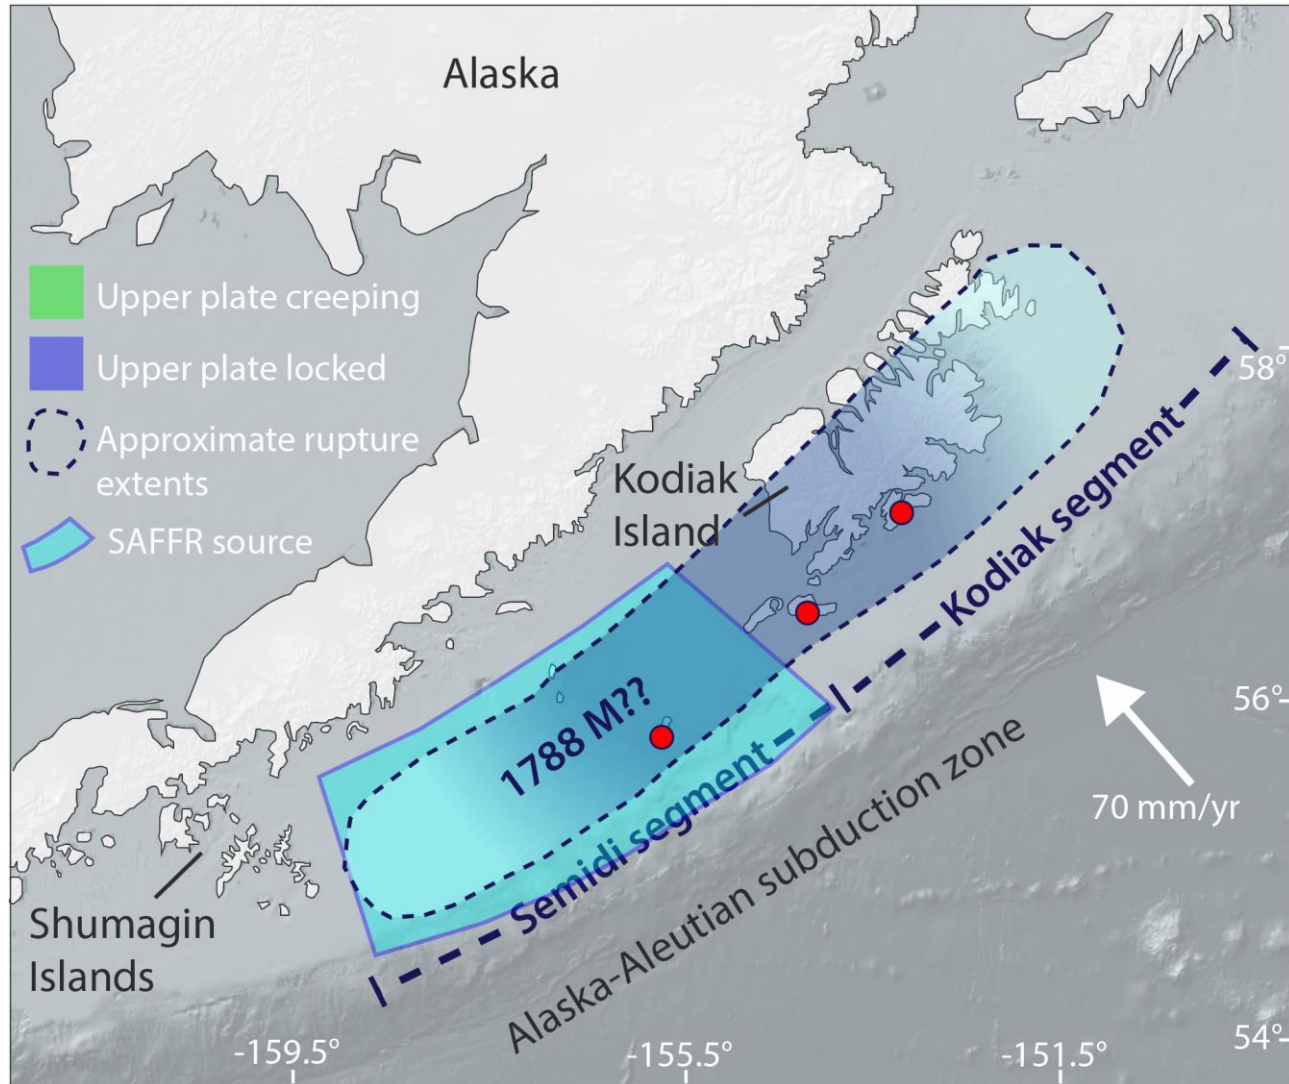 Alaska
Upper plate creeping
Upper plate locked
Approximate rupture
extents
SAFFR source
Kodiak
Island
58°
Kodiak segment
1788 M??
56°
Semidi segment
70 mm/yr
Alaska-Aleutian subduction zone
Shumagin
Islands
54°
-159.5°
-155.5°
-151.5°